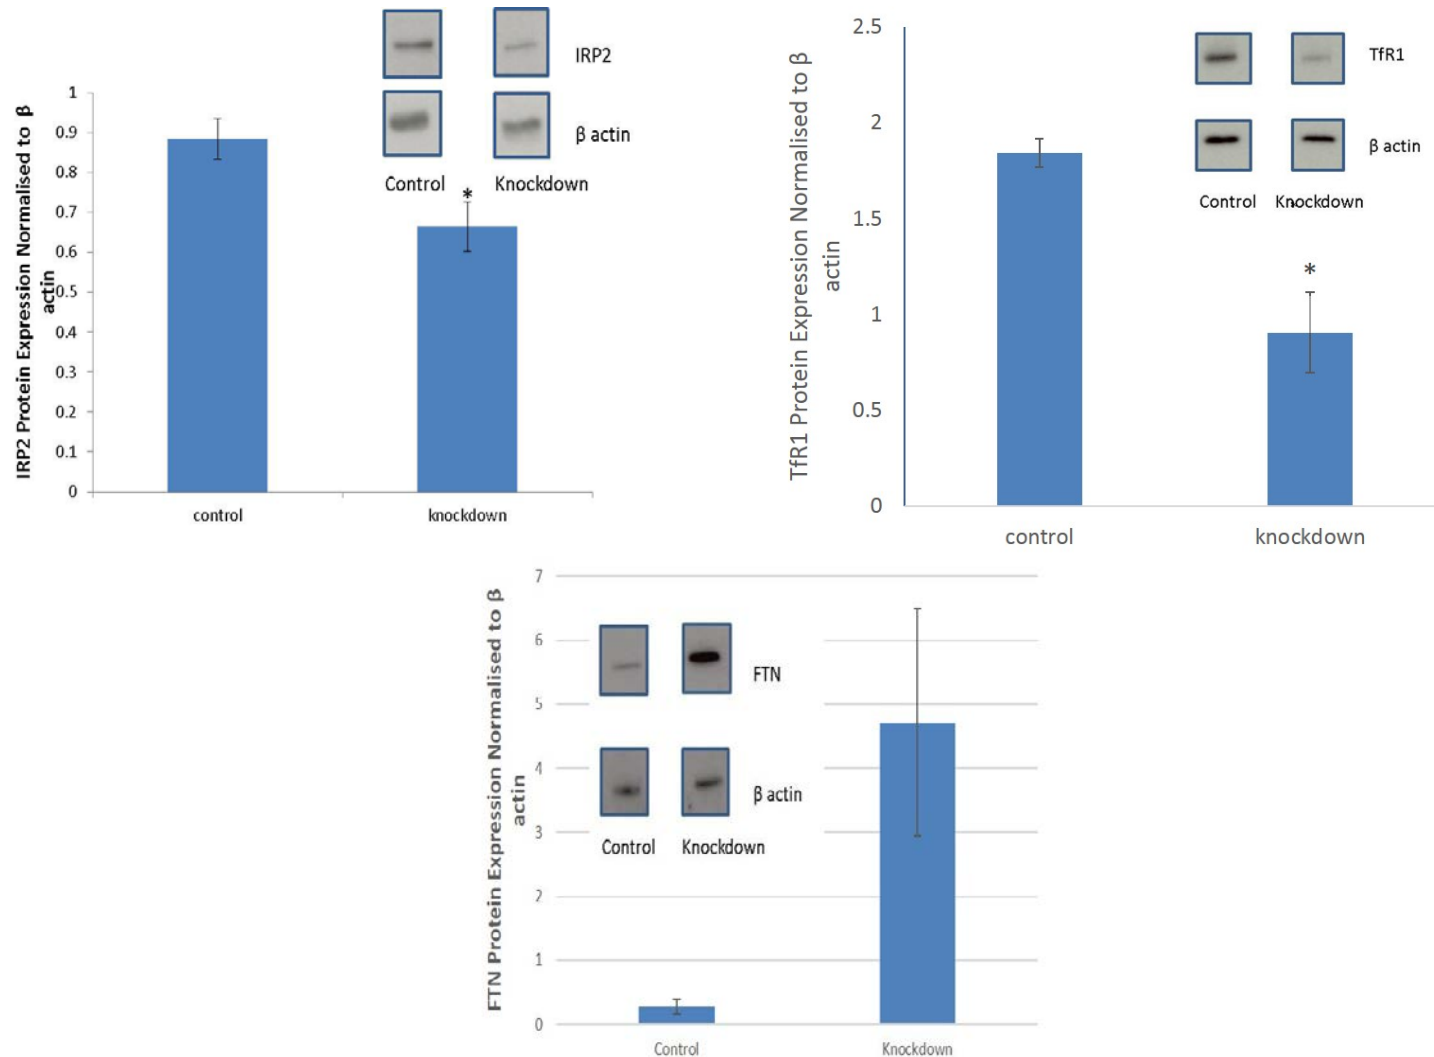 IRP2
β actin
Control
Knockdown
IRP2 Protein Expression Normalised to β
actin
1
0.9
0.8
0.7
0.6
0.5
0.4
0.3
0.2
0.1
0
*
control
knockdown
TfR1
β actin
Control
Knockdown
TfR1 Protein Expression Normalised to β
actin
2.5
2
1.5
1
0.5
0
*
control
knockdown
FTN Protein Expression Normalised to β
actin
7
6
5
4
3
2
1
0
FTN
β actin
Control
Knockdown
Control
Knockdown